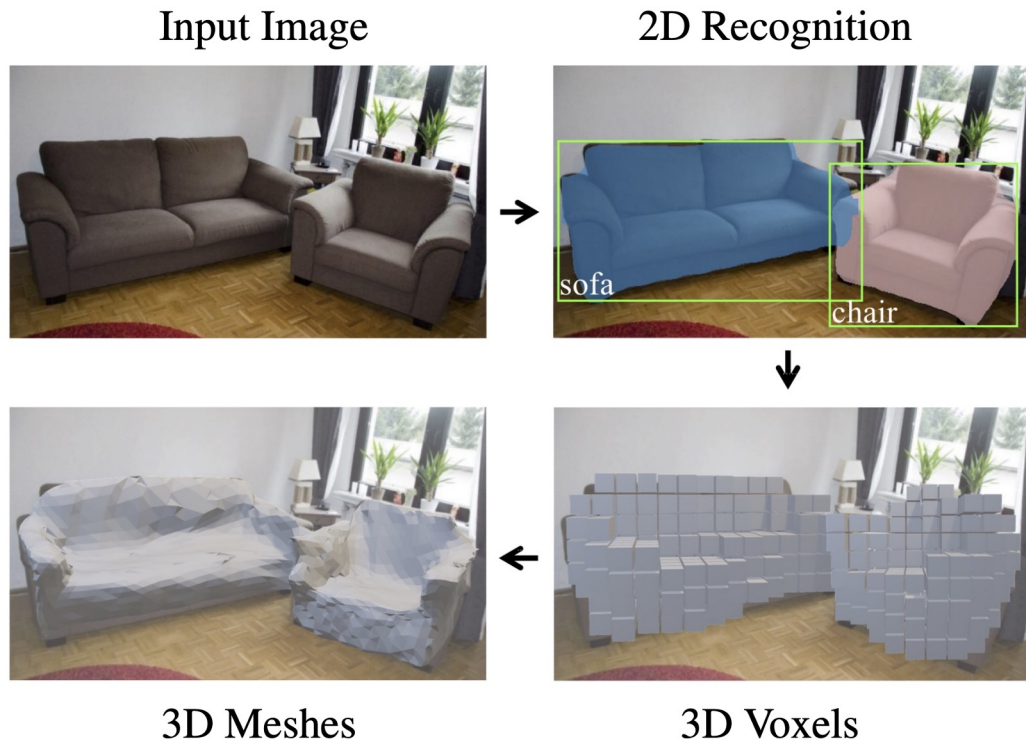 Input Image
2D Recognition
sofa
chair
3D Meshes
3D Voxels